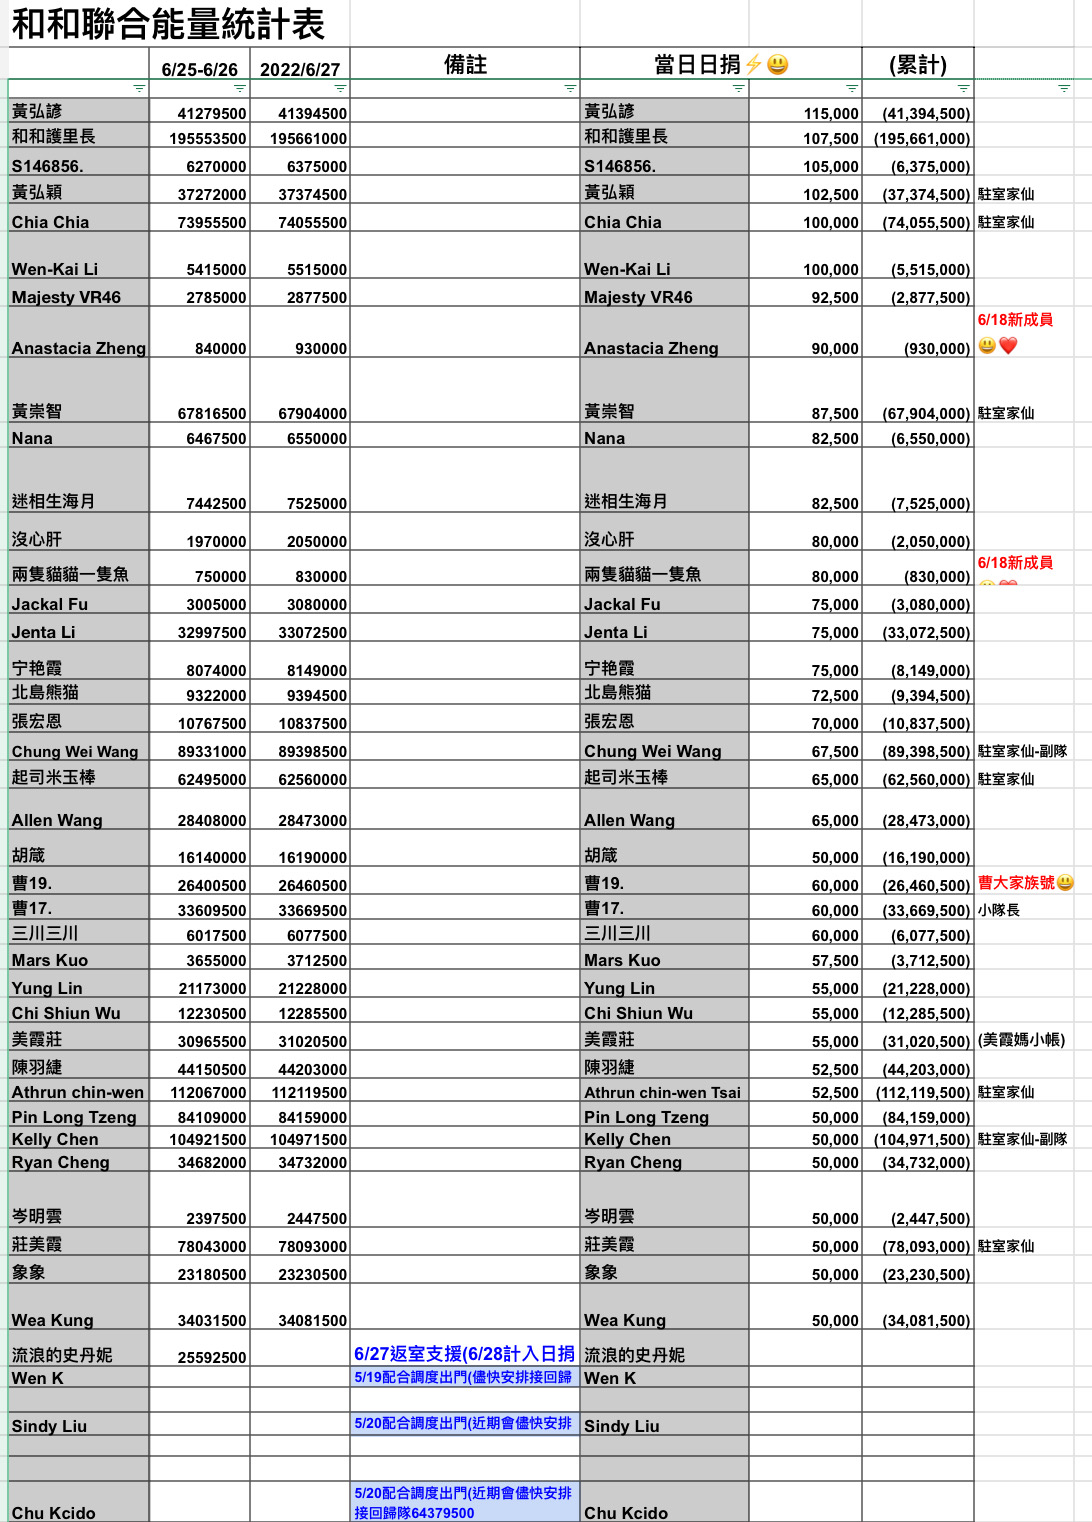 和和聯合能量統計表
6/25-6/26 2022/6/27 備註 當日日捐⚡😃 (累計)
黃弘諺 41279500 41394500 黃弘諺 115,000 (41,394,500)
和和護里長 195553500 195661000 和和護里長 107,500 (195,661,000)
S146856. 6270000 6375000 S146856. 105,000 (6,375,000)
黃弘穎 37272000 37374500 黃弘穎 102,500 (37,374,500) 駐室家仙
Chia Chia 73955500 74055500 Chia Chia 100,000 (74,055,500) 駐室家仙
Wen-Kai Li 5415000 5515000 Wen-Kai Li 100,000 (5,515,000)
Majesty VR46 2785000 2877500 Majesty VR46 92,500 (2,877,500)
6/18新成員
Anastacia Zheng 840000 930000 Anastacia Zheng 90,000 (930,000) 😃❤️
黃崇智 67816500 67904000 黃崇智 87,500 (67,904,000) 駐室家仙
Nana 6467500 6550000 Nana 82,500 (6,550,000)
迷相生海月 7442500 7525000 迷相生海月 82,500 (7,525,000)
沒心肝 1970000 2050000 沒心肝 80,000 (2,050,000)
6/18新成員
兩隻貓貓一隻魚 750000 830000 兩隻貓貓一隻魚 80,000 (830,000)
Jackal Fu 3005000 3080000 Jackal Fu 75,000 (3,080,000)
Jenta Li 32997500 33072500 Jenta Li 75,000 (33,072,500)
宁艳霞 8074000 8149000 宁艳霞 75,000 (8,149,000)
北島熊猫 9322000 9394500 北島熊猫 72,500 (9,394,500)
張宏恩 10767500 10837500 張宏恩 70,000 (10,837,500)
Chung Wei Wang 89331000 89398500 Chung Wei Wang 67,500 (89,398,500) 駐室家仙-副隊
起司米玉棒 62495000 62560000 起司米玉棒 65,000 (62,560,000) 駐室家仙
Allen Wang 28408000 28473000 Allen Wang 65,000 (28,473,000)
胡箴 16140000 16190000 胡箴 50,000 (16,190,000)
曹19. 26400500 26460500 曹19. 60,000 (26,460,500) 曹大家族號😃
曹17. 33609500 33669500 曹17. 60,000 (33,669,500) 小隊長
三川三川 6017500 6077500 三川三川 60,000 (6,077,500)
Mars Kuo 3655000 3712500 Mars Kuo 57,500 (3,712,500)
Yung Lin 21173000 21228000 Yung Lin 55,000 (21,228,000)
Chi Shiun Wu 12230500 12285500 Chi Shiun Wu 55,000 (12,285,500)
美霞莊 30965500 31020500 美霞莊 55,000 (31,020,500) (美霞媽小帳)
陳羽緁 44150500 44203000 陳羽緁 52,500 (44,203,000)
Athrun chin-wen 112067000 112119500 Athrun chin-wen Tsai 52,500 (112,119,500) 駐室家仙
Pin Long Tzeng 84109000 84159000 Pin Long Tzeng 50,000 (84,159,000)
Kelly Chen 104921500 104971500 Kelly Chen 50,000 (104,971,500) 駐室家仙-副隊
Ryan Cheng 34682000 34732000 Ryan Cheng 50,000 (34,732,000)
岑明雲 2397500 2447500 岑明雲 50,000 (2,447,500)
莊美霞 78043000 78093000 莊美霞 50,000 (78,093,000) 駐室家仙
象象 23180500 23230500 象象 50,000 (23,230,500)
Wea Kung 34031500 34081500 Wea Kung 50,000 (34,081,500)
流浪的史丹妮 25592500 6/27返室支援(6/28計入日捐 流浪的史丹妮
Wen K 5/19配合調度出門(儘快安排接回歸 Wen K
Sindy Liu 5/20配合調度出門(近期會儘快安排 Sindy Liu
5/20配合調度出門(近期會儘快安排
Chu Kcido 接回歸隊64379500 Chu Kcido